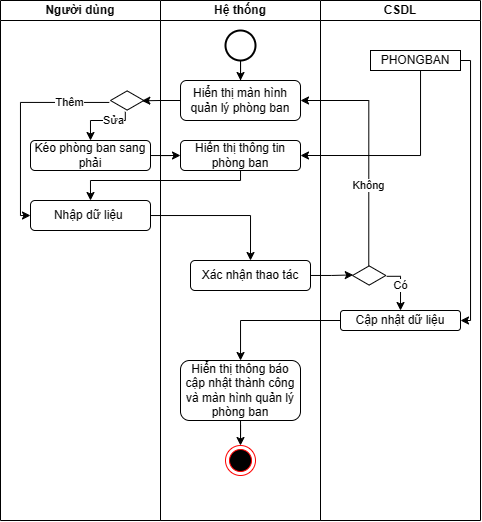 Người dùng
Hệ thống
CSDL
PHONGBAN
Hiển thị màn hình
quản lý phòng ban
Thêm
Sửa
Kéo phòng ban sang
phải
Hiển thị thông tin
phòng ban
Không
Nhập dữ liệu
Xác nhận thao tác
Có
Cập nhật dữ liệu
Hiển thị thông báo
cập nhật thành công
và màn hình quản lý
phòng ban